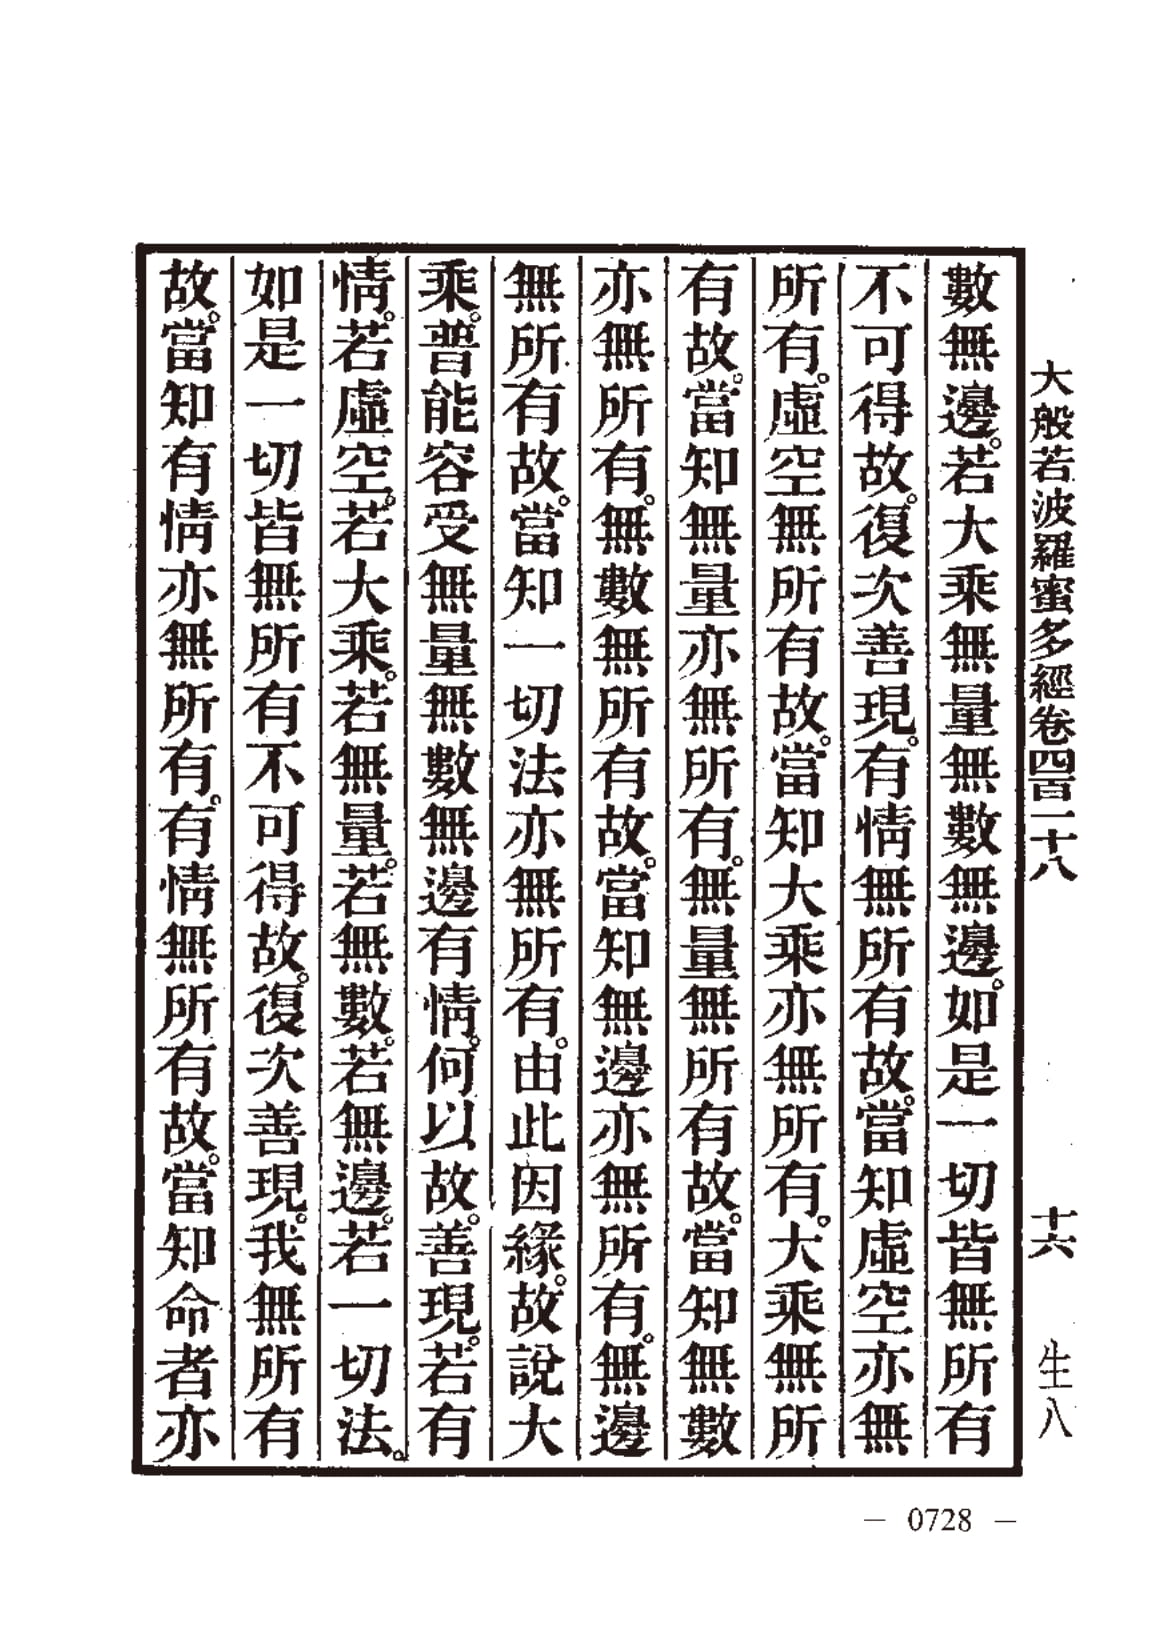 大般若波羅蜜多經卷四百一十八 十六 生八
數無邊。若大乘無量無數無邊。如是一切皆無所有
不可得故。復次善現。有情無所有故。當知虛空亦無
所有。虛空無所有故。當知大乘亦無所有。大乘無所
有故。當知無量亦無所有。無量無所有故。當知無數
亦無所有。無數無所有故。當知無邊亦無所有。無邊
無所有故。當知一切法亦無所有。由此因緣。故說大
乘。普能容受無量無數無邊有情。何以故。善現。若有
情。若虛空。若大乘。若無量。若無數。若無邊。若一切法。
如是一切皆無所有不可得故。復次善現。我無所有
故。當知有情亦無所有。有情無所有故。當知命者亦
— 0728 —